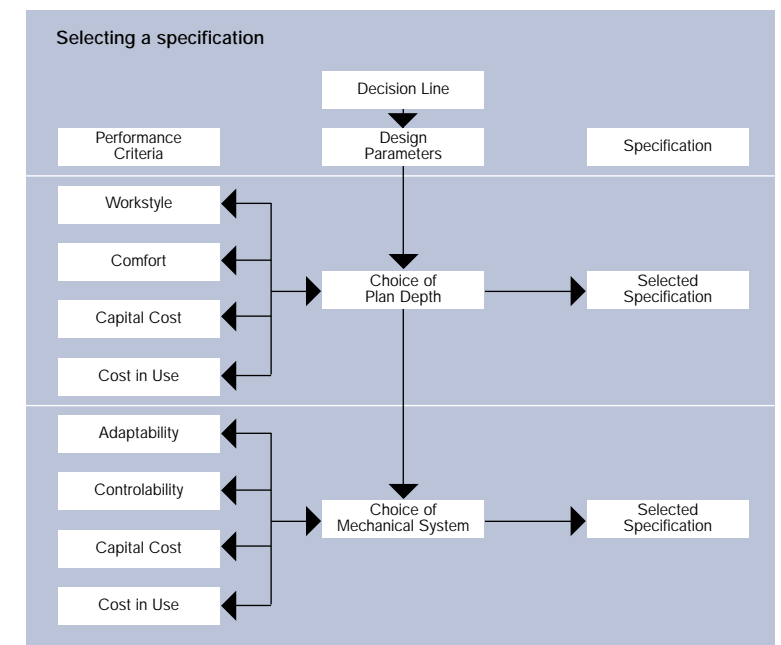 Selecting a specification
Decision Line
Performance
Criteria
Design
Parameters
Specification
Workstyle
Comfort
Capital Cost
Cost in Use
Choice of
Plan Depth
Selected
Specification
Adaptability
Controlability
Capital Cost
Cost in Use
Choice of
Mechanical System
Selected
Specification